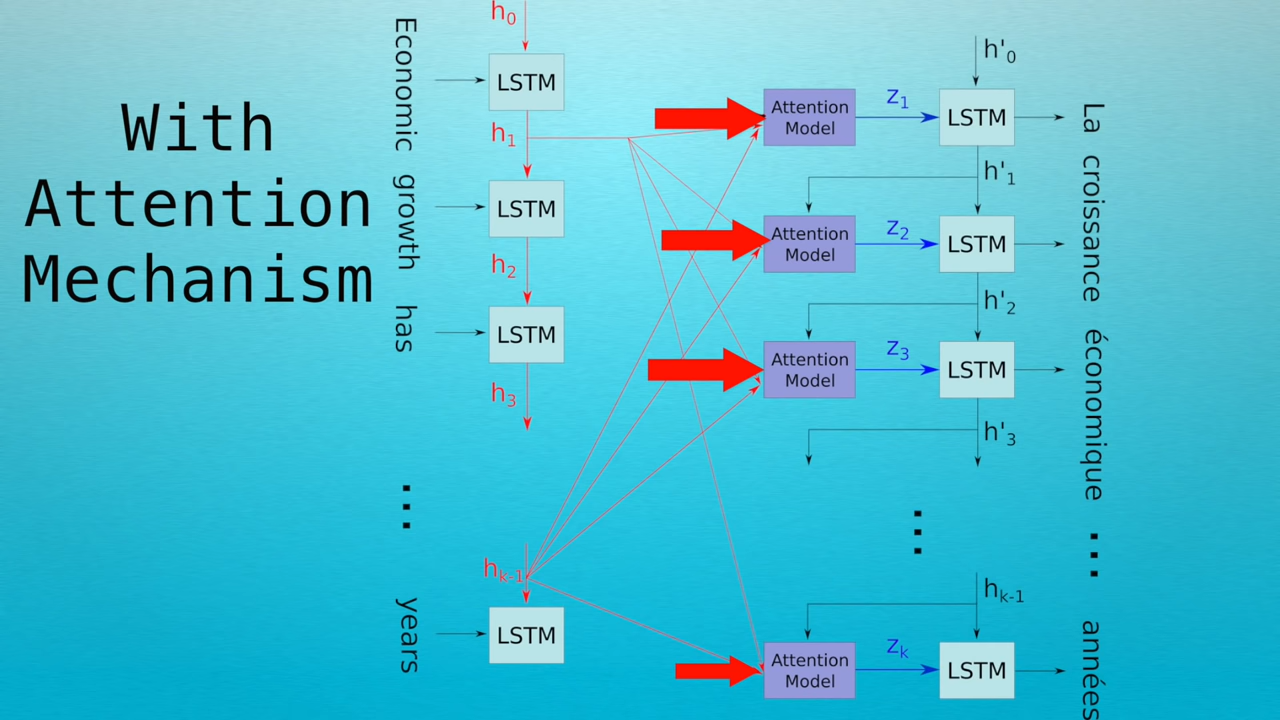 With
Attention
Mechanism
Economic growth has ... years
h0
LSTM
h1
LSTM
h2
LSTM
h3
hk-1
LSTM
Attention
Model
z1
h'0
LSTM
h'1
Attention
Model
z2
LSTM
h'2
Attention
Model
z3
LSTM
h'3
...
hk-1
Attention
Model
zk
LSTM
La croissance économique ... années